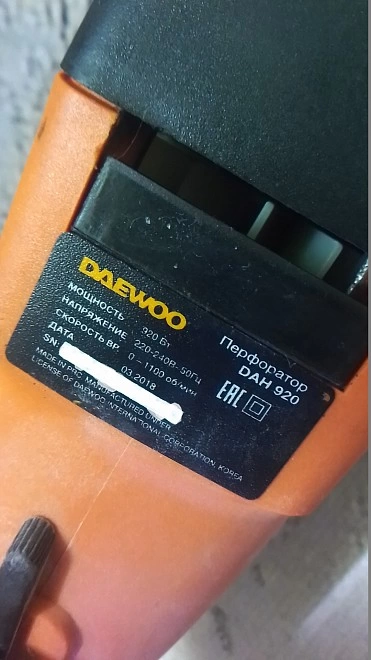 DAEWOO
Перфоратор
DAH 920
МОЩНОСТЬ 920 Вт
НАПРЯЖЕНИЕ 220-240В~50Гц
СКОРОСТЬ ВР. 0 - 1100 об/мин
ДАТА 03.2018
SN:
EAC
MADE IN PRC, MANUFACTURED UNDER
LICENSE OF DAEWOO INTERNATIONAL CORPORATION, KOREA